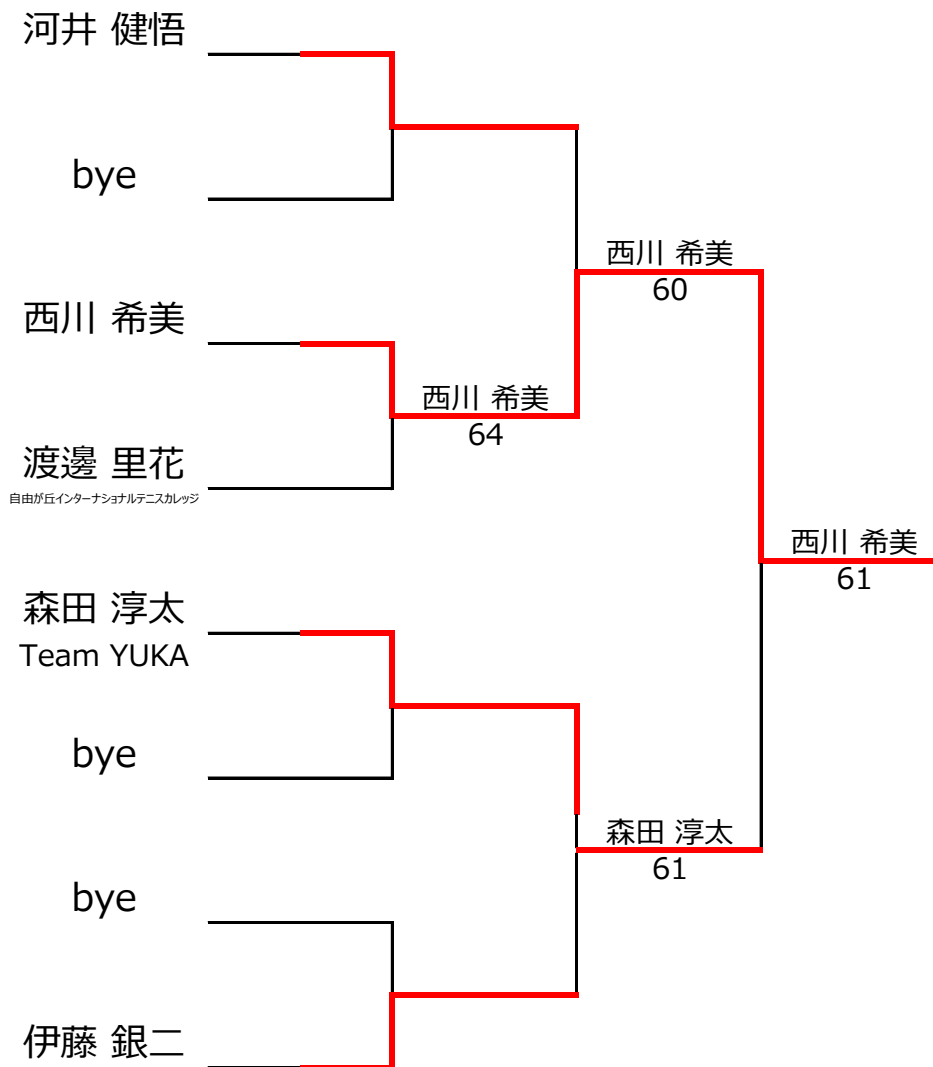 河井 健悟
bye
西川 希美
渡邊 里花
自由が丘インターナショナルテニスカレッジ
森田 淳太
Team YUKA
bye
bye
伊藤 銀二
西川 希美
64
西川 希美
60
森田 淳太
61
西川 希美
61